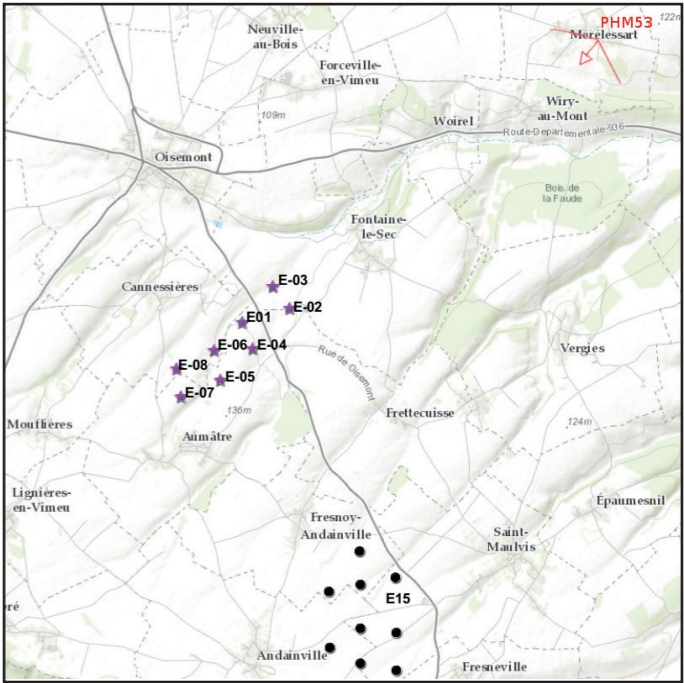 122m
PHM53
Neuville-
au-Bois
Mérélessart
Forceville-
en-Vimeu
109m
Wiry-
au-Mont
Woirel
Route-Départementale-936
Oisemont
Bois de
la Faude
Fontaine-
le-Sec
E-03
Cannessières
E-02
E01
E-06
E-04
Vergies
Rue de Oisemont
E-08
E-05
E-07
136m
Frettecuisse
Mouflières
124m
Aumâtre
Lignières-
en-Vimeu
Épaumesnil
Fresnoy-
Andainville
Saint-
Maulvis
E15
ré
Andainville
Fresneville